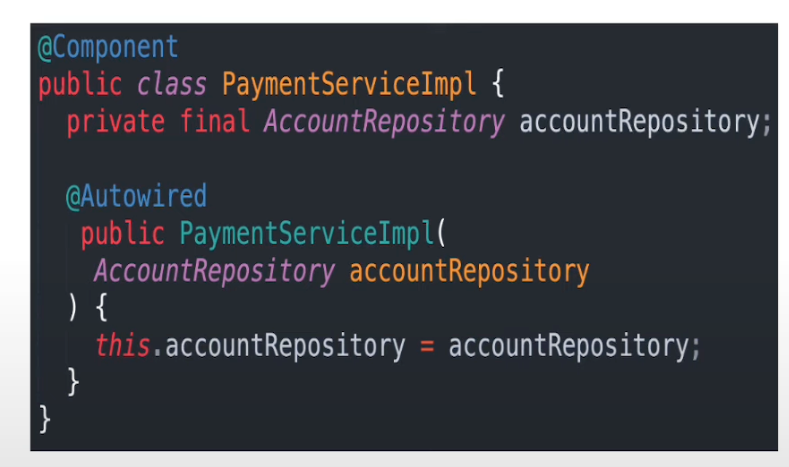 @Component
public class PaymentServiceImpl {
private final AccountRepository accountRepository;
@Autowired
public PaymentServiceImpl(
AccountRepository accountRepository
) {
this.accountRepository = accountRepository;
}
}